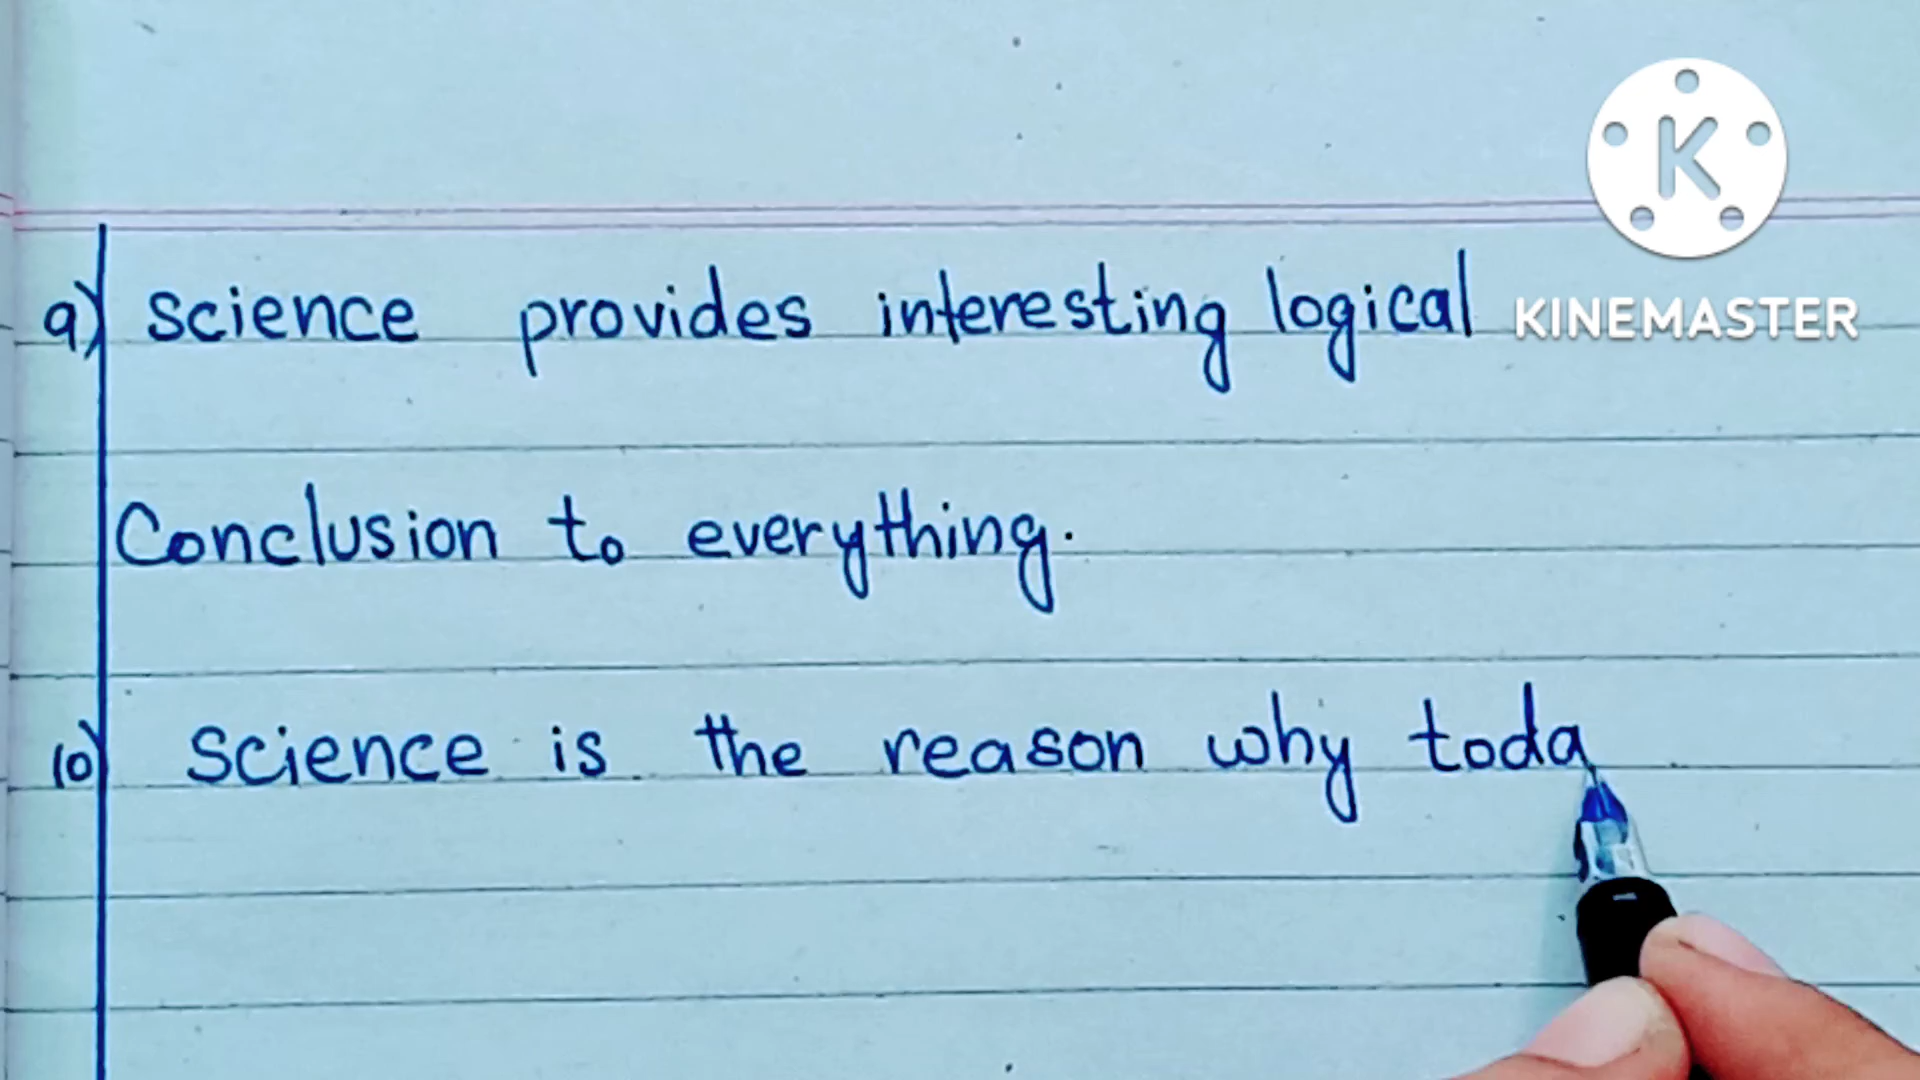 9) science provides interesting logical
Conclusion to everything.
10) Science is the reason why toda
KINEMASTER